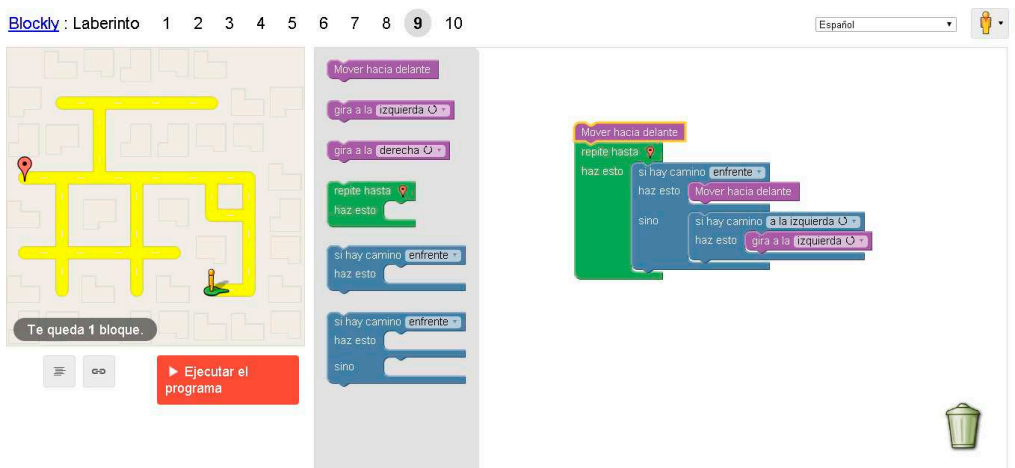 Blockly : Laberinto 1 2 3 4 5 6 7 8 9 10
Español
Mover hacia delante
gira a la izquierda
gira a la derecha
repite hasta
haz esto
si hay camino enfrente
haz esto
si hay camino enfrente
haz esto
sino
Mover hacia delante
repite hasta
haz esto si hay camino enfrente
haz esto Mover hacia delante
sino si hay camino a la izquierda
haz esto gira a la izquierda
Te queda 1 bloque.
Ejecutar el
programa